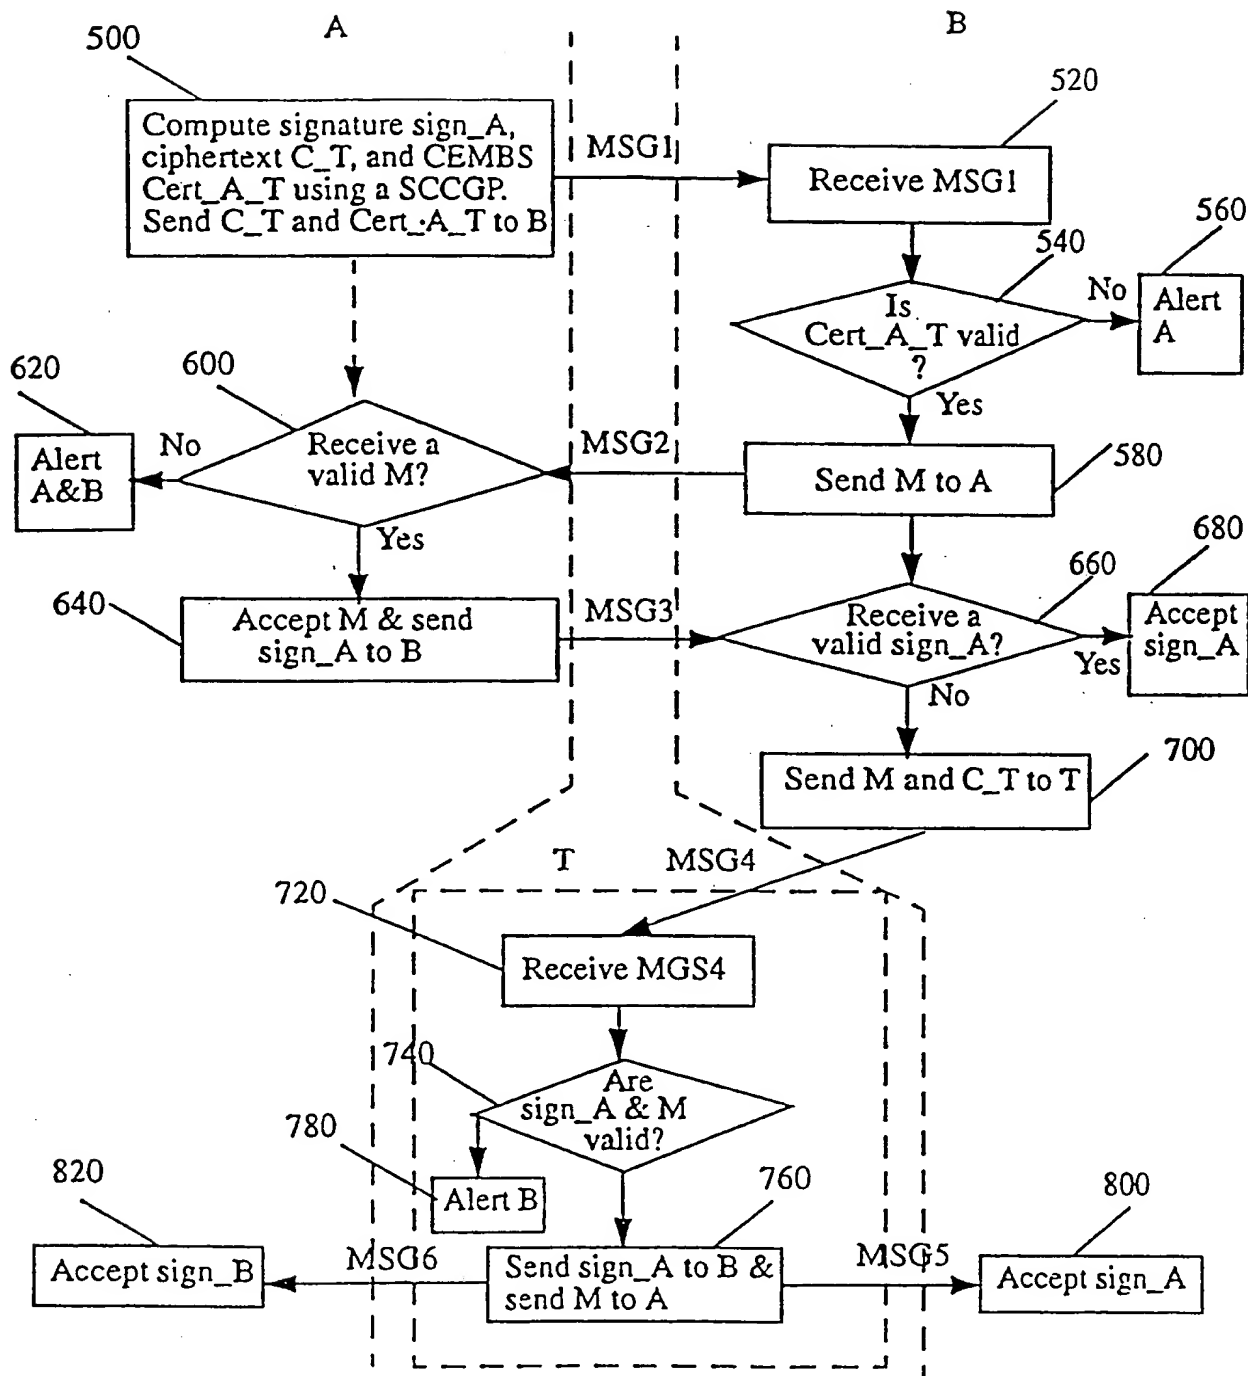 A
B
500
520
Compute signature sign_A,
ciphertext C_T, and CEMBS
Cert_A_T using a SCCGP.
Send C_T and Cert_·A_T to B
MSG1
Receive MSG1
560
540
Is
Cert_A_T valid
?
No
Alert
A
Yes
620
600
Receive a
valid M?
No
Alert
A&B
MSG2
Send M to A
580
Yes
680
660
640
Accept M & send
sign_A to B
MSG3
Receive a
valid sign_A?
Accept
sign_A
Yes
No
700
Send M and C_T to T
T
MSG4
720
Receive MGS4
740
Are
sign_A & M
valid?
780
Alert B
820
760
800
Accept sign_B
MSG6
Send sign_A to B &
send M to A
MSG5
Accept sign_A